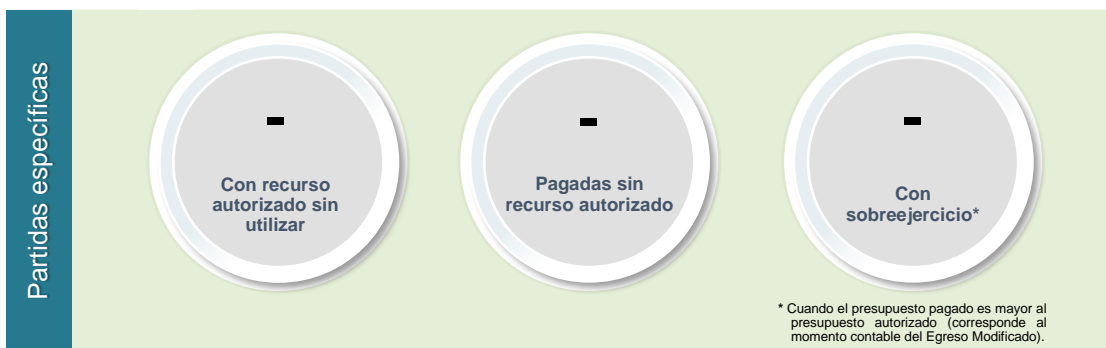 Partidas específicas
-
Con recurso
autorizado sin
utilizar
-
Pagadas sin
recurso autorizado
-
Con
sobreejercicio*
* Cuando el presupuesto pagado es mayor al
presupuesto autorizado (corresponde al
momento contable del Egreso Modificado).